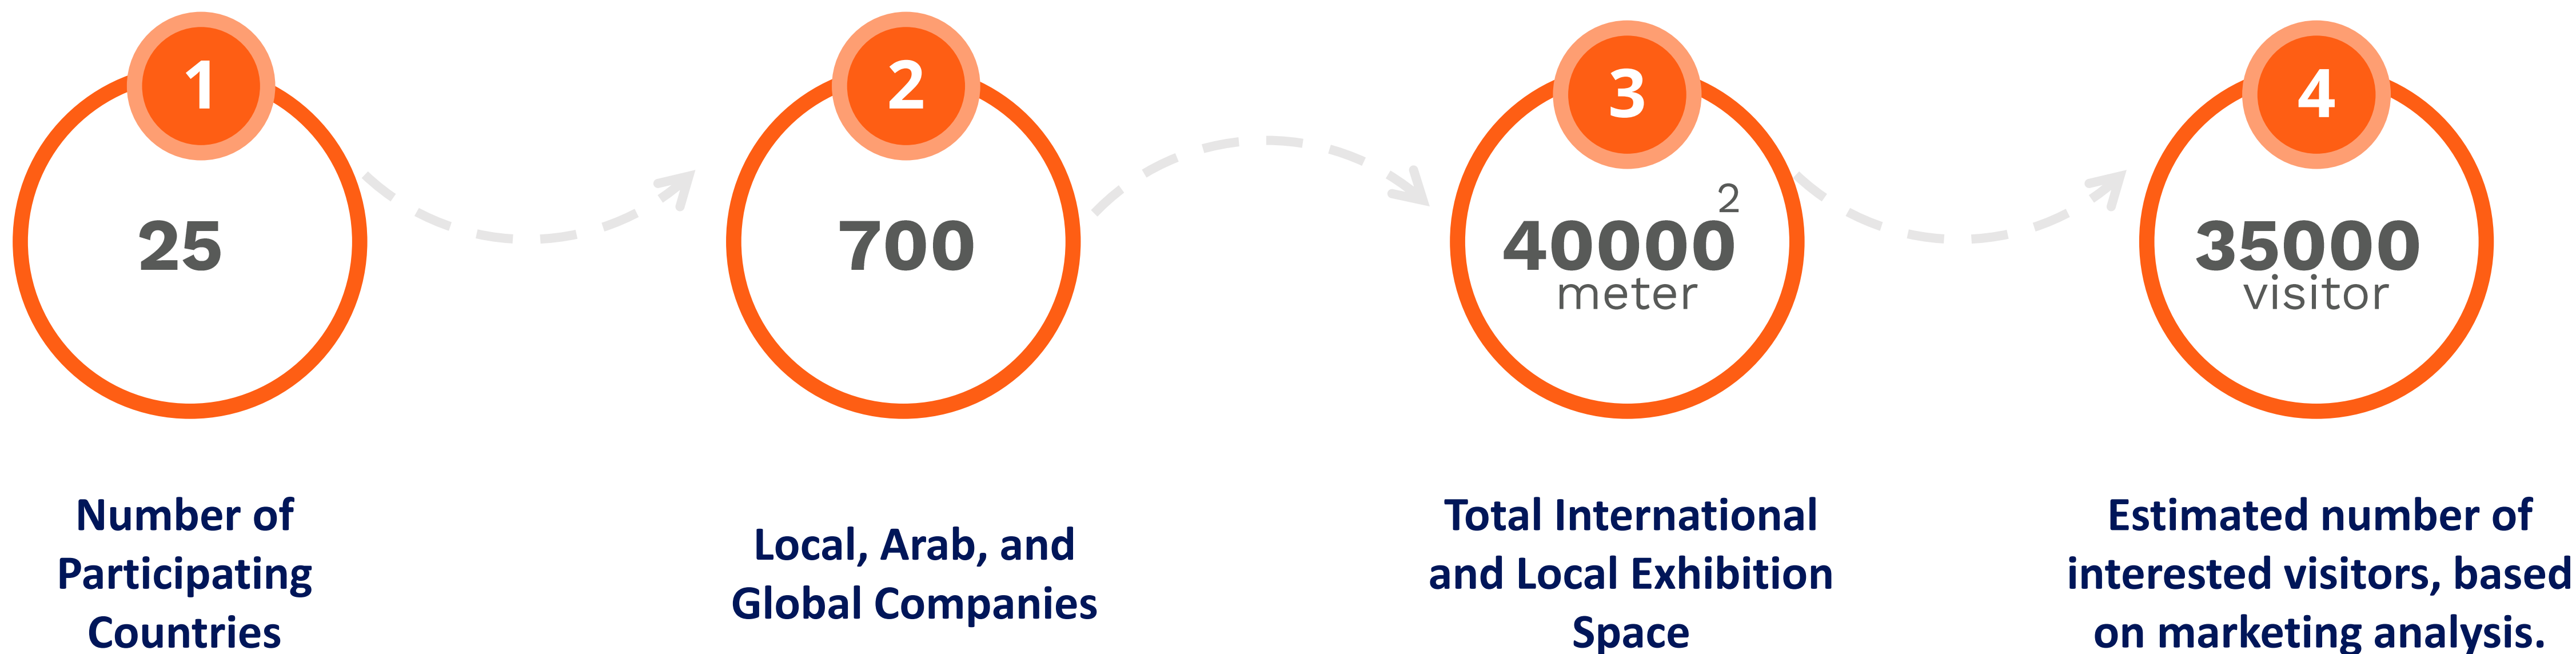 1
25
Number of
Participating
Countries
2
700
Local, Arab, and
Global Companies
3
2
40000
meter
Total International
and Local Exhibition
Space
4
35000
visitor
Estimated number of
interested visitors, based
on marketing analysis.